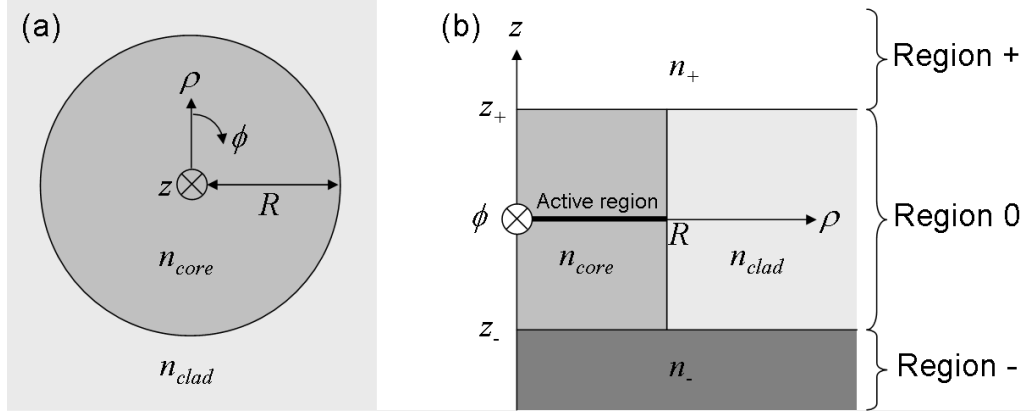 (a)
ρ
ϕ
z
R
n_core
n_clad
(b)
z
n_+
Region +
z_+
Active region
ϕ
R
ρ
Region 0
n_core
n_clad
z_-
n_-
Region -